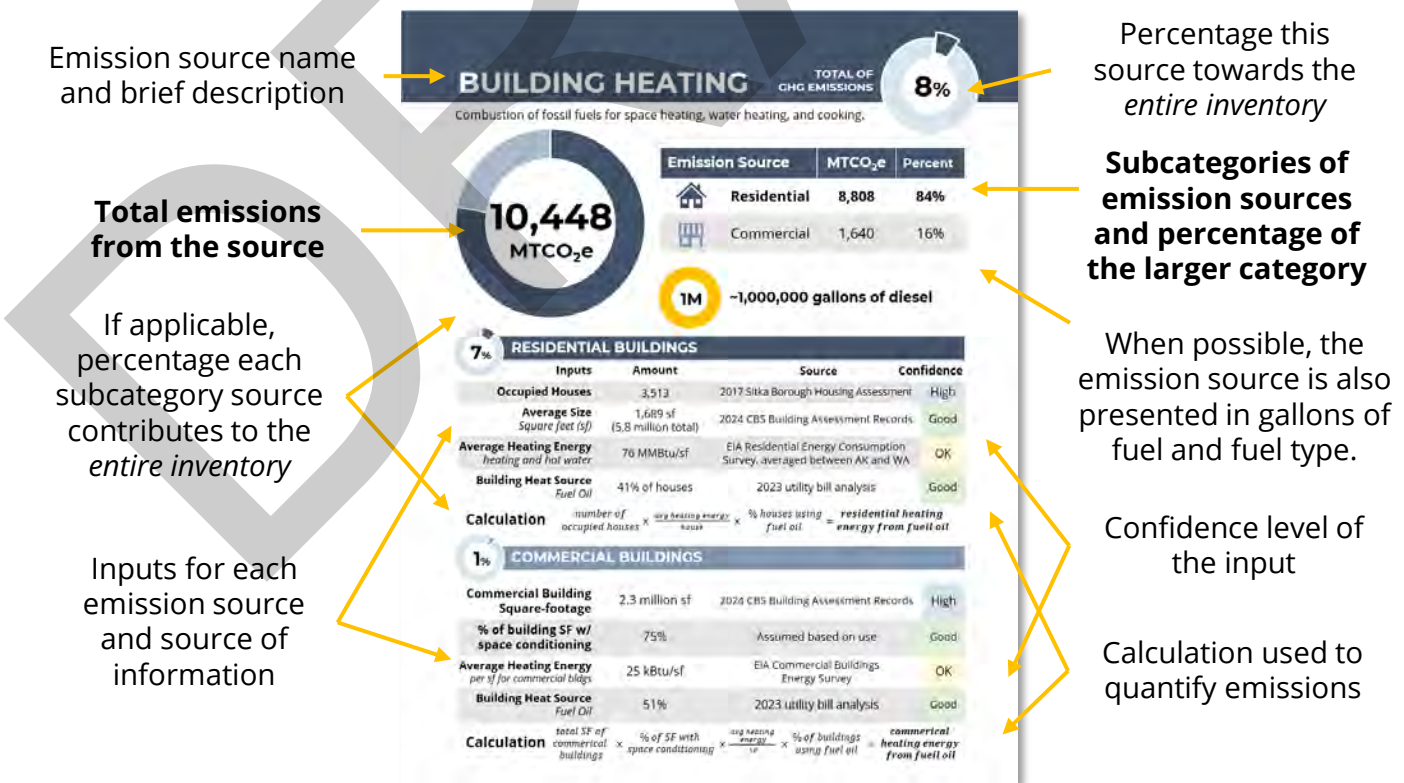 Emission source name
and brief description
Total emissions
from the source
If applicable,
percentage each
subcategory source
contributes to the
entire inventory
Inputs for each
emission source
and source of
information
BUILDING HEATING
TOTAL OF
GHG EMISSIONS
8%
Combustion of fossil fuels for space heating, water heating, and cooking.
10,448
MTCO₂e
Emission Source MTCO₂e Percent
Residential 8,808 84%
Commercial 1,640 16%
1M ~1,000,000 gallons of diesel
7% RESIDENTIAL BUILDINGS
Inputs Amount Source Confidence
Occupied Houses 3,513 2017 Sitka Borough Housing Assessment High
Average Size 1,689 sf 2024 CBS Building Assessment Records Good
Square feet (sf) (5.8 million total)
Average Heating Energy 76 MMBtu/sf EIA Residential Energy Consumption OK
heating and hot water Survey, averaged between AK and WA
Building Heat Source 41% of houses 2023 utility bill analysis Good
Fuel Oil
Calculation number of occupied houses x avg heating energy / house x % houses using fuel oil = residential heating energy from fueil oil
1% COMMERCIAL BUILDINGS
Commercial Building 2.3 million sf 2024 CBS Building Assessment Records High
Square-footage
% of building SF w/ 75% Assumed based on use Good
space conditioning
Average Heating Energy 25 kBtu/sf EIA Commercial Buildings OK
per sf for commercial bldgs Energy Survey
Building Heat Source 51% 2023 utility bill analysis Good
Fuel Oil
Calculation total SF of commerical buildings x % of SF with space conditioning x avg heating energy / SF x % of buildings using fuel oil = commerical heating energy from fueil oil
Percentage this
source towards the
entire inventory
Subcategories of
emission sources
and percentage of
the larger category
When possible, the
emission source is also
presented in gallons of
fuel and fuel type.
Confidence level of
the input
Calculation used to
quantify emissions